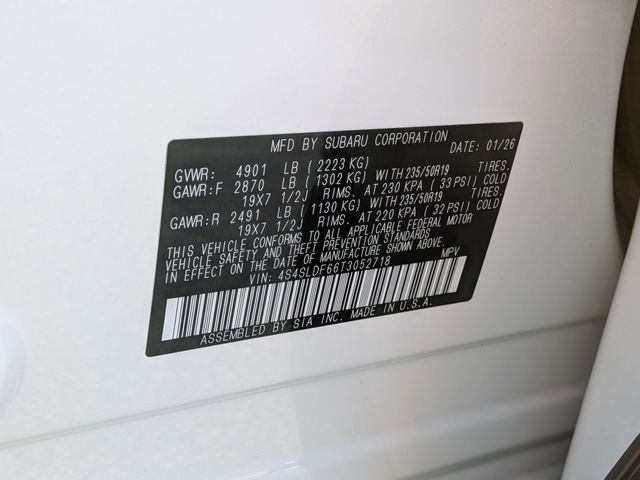 MFD BY SUBARU CORPORATION DATE: 01/26
GVWR: 4901 LB (2223 KG)
GAWR:F 2870 LB (1302 KG) WITH 235/50R19 TIRES.
19X7 1/2J RIMS. AT 230 KPA (33 PSI) COLD
GAWR:R 2491 LB (1130 KG) WITH 235/50R19 TIRES.
19X7 1/2J RIMS. AT 220 KPA (32 PSI) COLD
THIS VEHICLE CONFORMS TO ALL APPLICABLE FEDERAL MOTOR
VEHICLE SAFETY AND THEFT PREVENTION STANDARDS
IN EFFECT ON THE DATE OF MANUFACTURE SHOWN ABOVE.
VIN: 4S4SLDF66T3052718 MPV
ASSEMBLED BY SIA INC. MADE IN U.S.A.